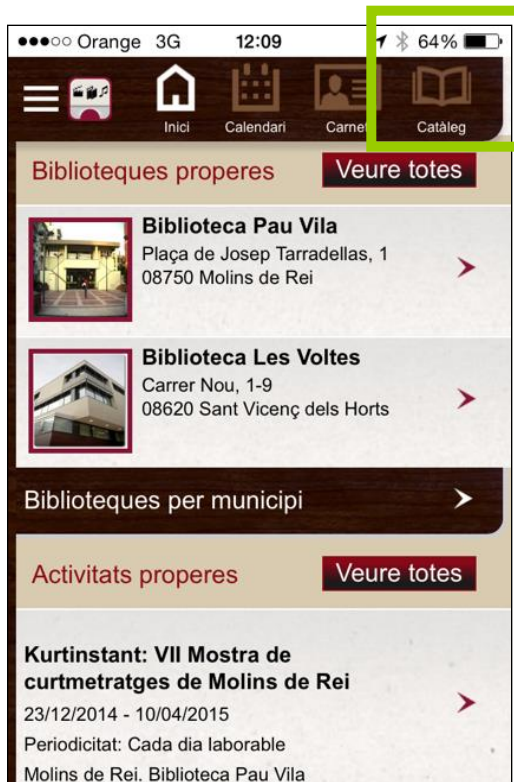 Orange 3G 12:09 64%
Inici Calendari Carnet Catàleg
Biblioteques properes Veure totes
Biblioteca Pau Vila
Plaça de Josep Tarradellas, 1
08750 Molins de Rei
Biblioteca Les Voltes
Carrer Nou, 1-9
08620 Sant Vicenç dels Horts
Biblioteques per municipi
Activitats properes Veure totes
Kurtinstant: VII Mostra de
curtmetratges de Molins de Rei
23/12/2014 - 10/04/2015
Periodicitat: Cada dia laborable
Molins de Rei. Biblioteca Pau Vila